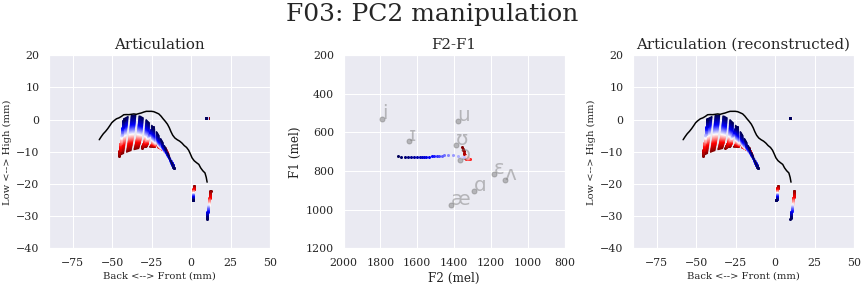 F03: PC2 manipulation
Articulation
F2-F1
Articulation (reconstructed)
20
10
0
−10
−20
−30
−40
Low <--> High (mm)
−75
−50
−25
0
25
50
Back <--> Front (mm)
200
400
600
800
1000
1200
F1 (mel)
i
ɪ
μ
ʊ
ε
ʌ
ɑ
æ
2000
1800
1600
1400
1200
1000
800
F2 (mel)
20
10
0
−10
−20
−30
−40
Low <--> High (mm)
−75
−50
−25
0
25
50
Back <--> Front (mm)